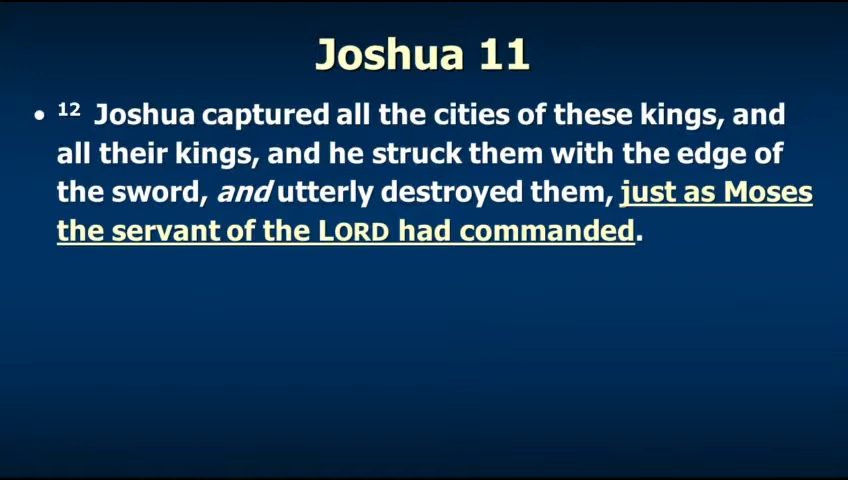 Joshua 11
• 12 Joshua captured all the cities of these kings, and
all their kings, and he struck them with the edge of
the sword, and utterly destroyed them, just as Moses
the servant of the LORD had commanded.